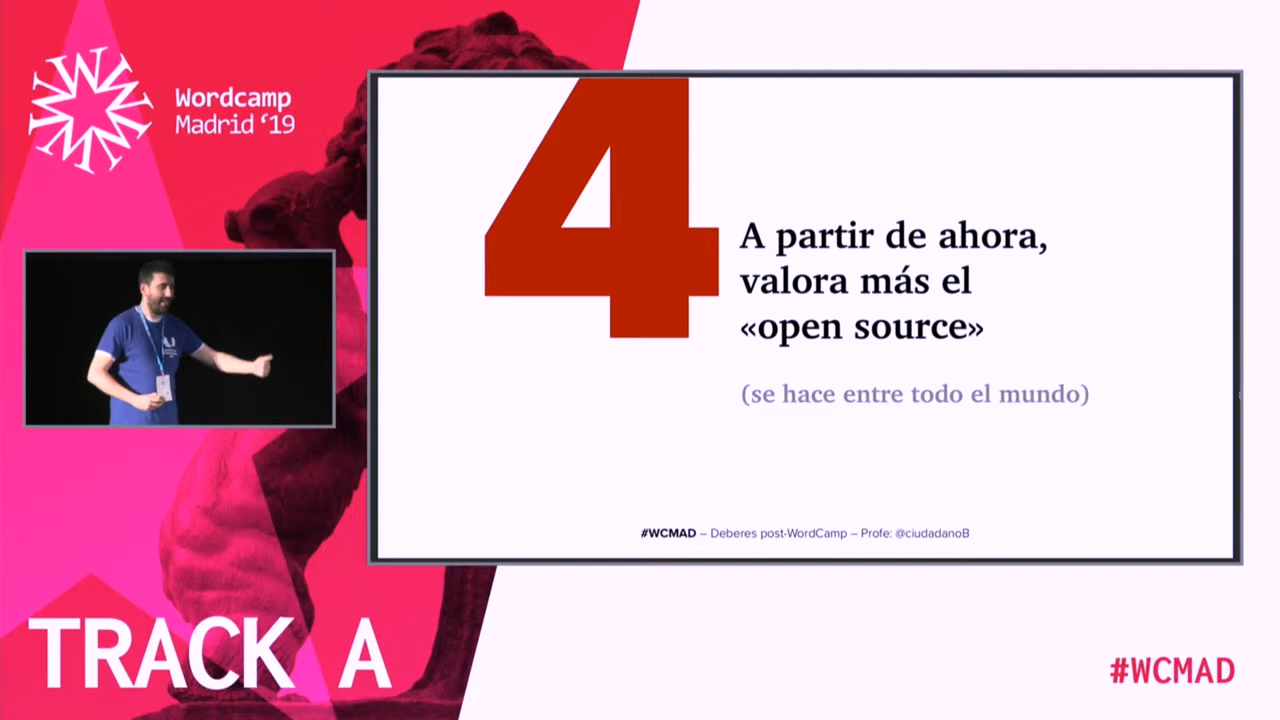 Wordcamp
Madrid ‘19
4
A partir de ahora,
valora más el
«open source»
(se hace entre todo el mundo)
#WCMAD – Deberes post-WordCamp – Profe: @ciudadanoB
TRACK A
#WCMAD